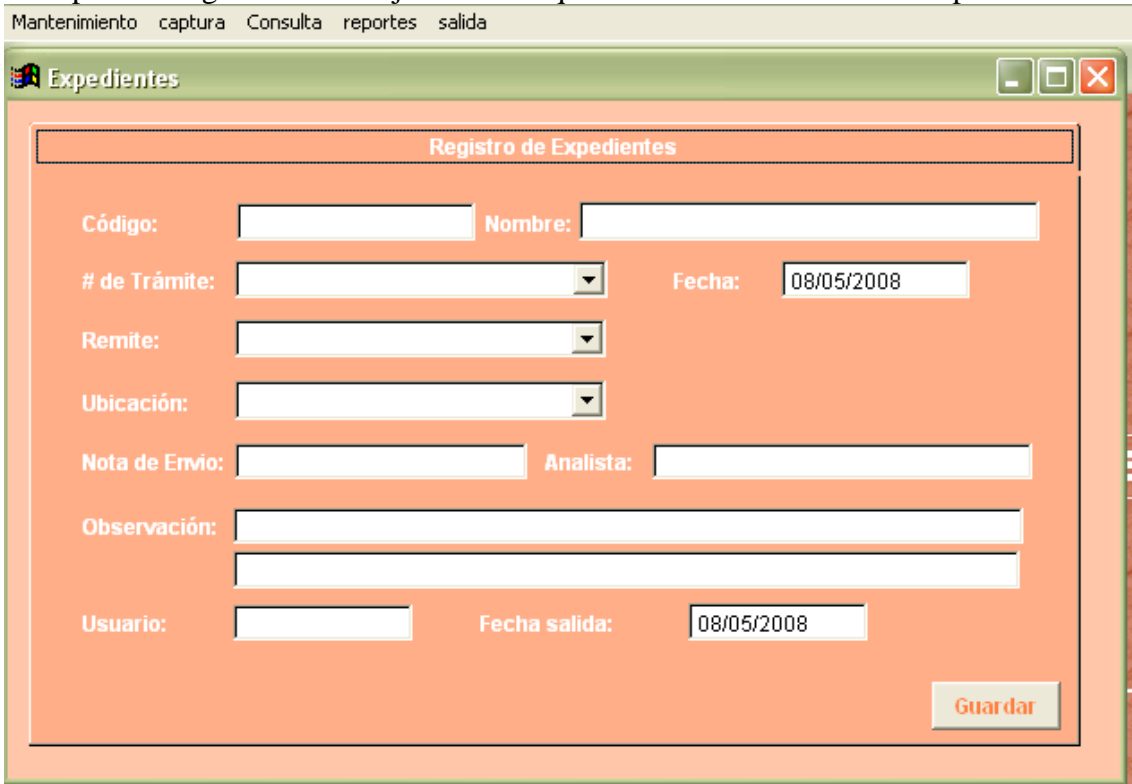 Mantenimiento captura Consulta reportes salida
Expedientes
Registro de Expedientes
Código: Nombre:
# de Trámite: Fecha: 08/05/2008
Remite:
Ubicación:
Nota de Envio: Analista:
Observación:
Usuario: Fecha salida: 08/05/2008
Guardar